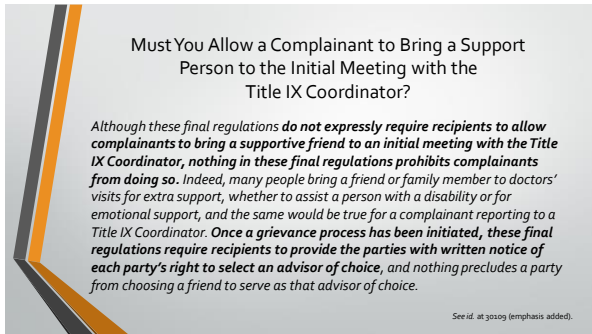 Must You Allow a Complainant to Bring a Support
Person to the Initial Meeting with the
Title IX Coordinator?
Although these final regulations do not expressly require recipients to allow
complainants to bring a supportive friend to an initial meeting with the Title
IX Coordinator, nothing in these final regulations prohibits complainants
from doing so. Indeed, many people bring a friend or family member to doctors'
visits for extra support, whether to assist a person with a disability or for
emotional support, and the same would be true for a complainant reporting to a
Title IX Coordinator. Once a grievance process has been initiated, these final
regulations require recipients to provide the parties with written notice of
each party's right to select an advisor of choice, and nothing precludes a party
from choosing a friend to serve as that advisor of choice.
See id. at 30109 (emphasis added).